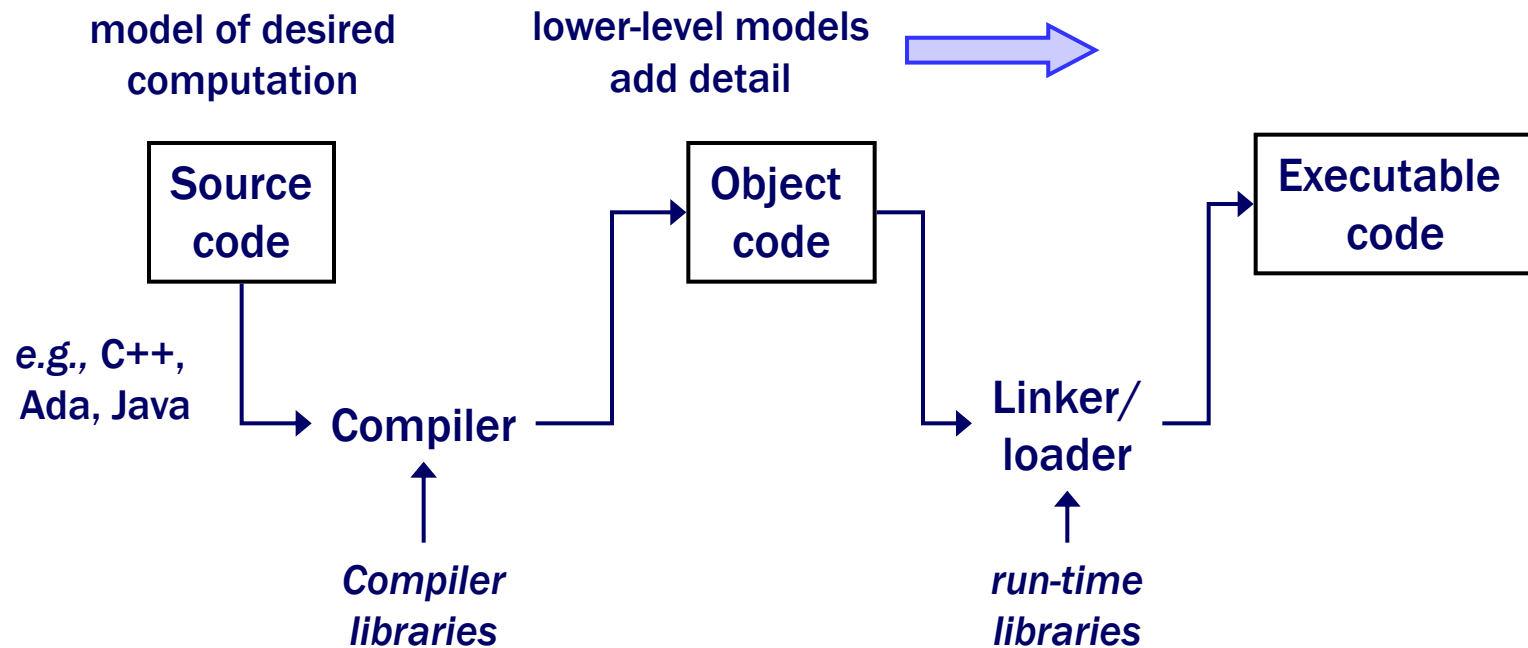 model of desired
computation
lower-level models
add detail
Source
code
Object
code
Executable
code
e.g., C++,
Ada, Java
Compiler
Linker/
loader
Compiler
libraries
run-time
libraries